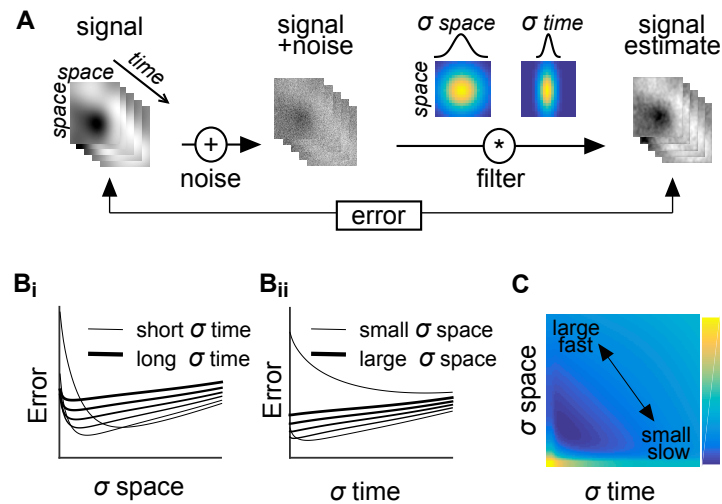 A
signal
space
time
space
+
noise
signal
+noise
σ space
σ time
space
*
filter
signal
estimate
error
Bi
short σ time
long σ time
Error
σ space
Bii
small σ space
large σ space
Error
σ time
C
large
fast
small
slow
σ space
σ time